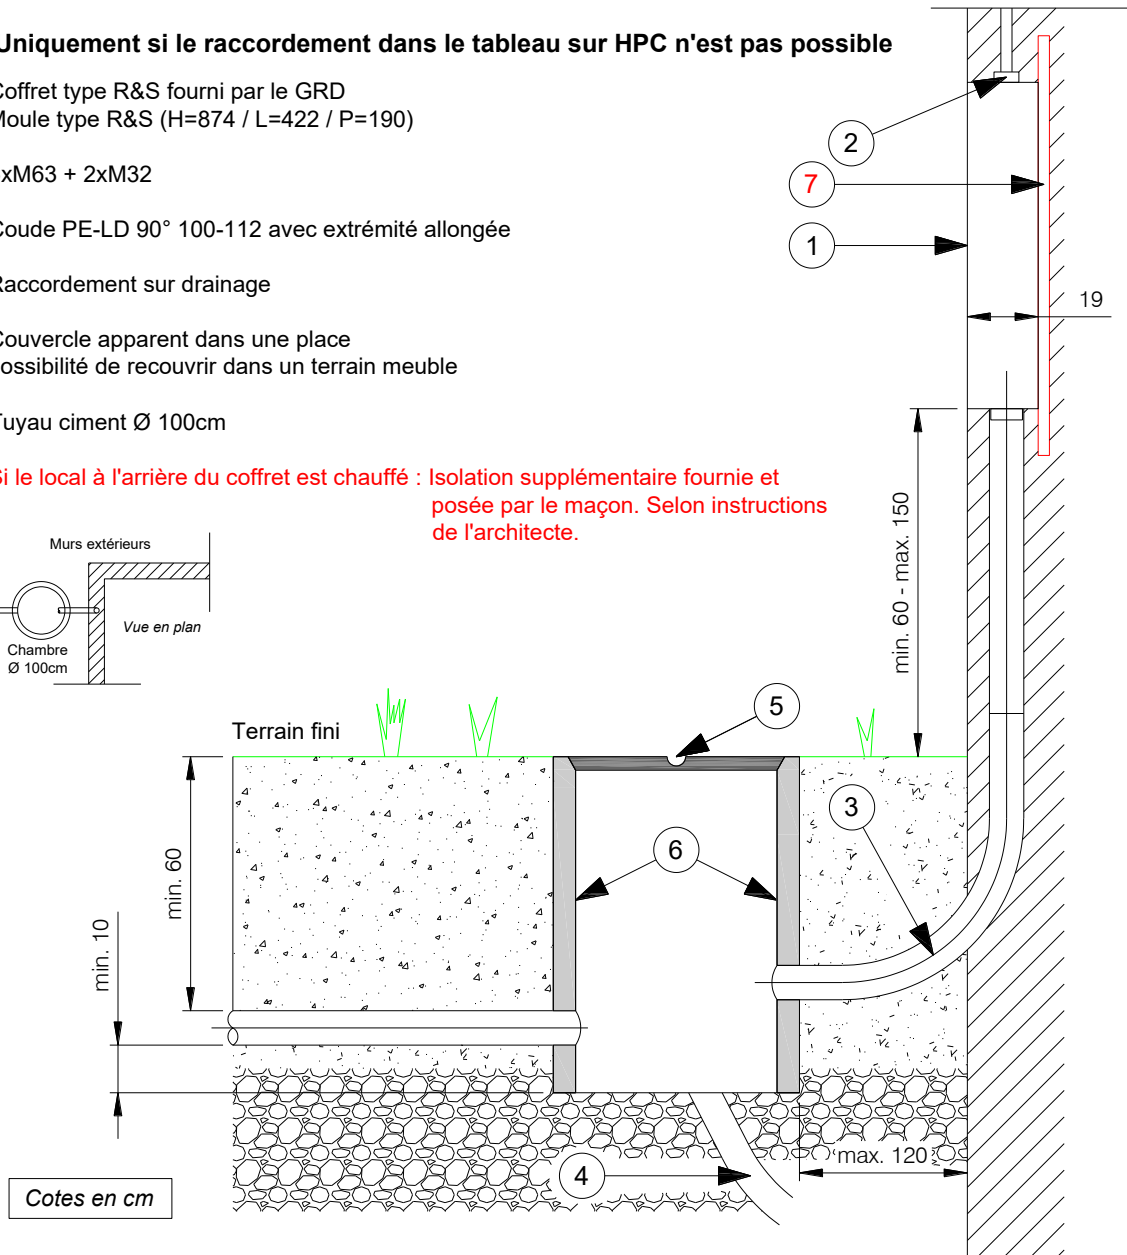 Uniquement si le raccordement dans le tableau sur HPC n'est pas possible
Coffret type R&S fourni par le GRD
Moule type R&S (H=874 / L=422 / P=190)
xM63 + 2xM32
Coude PE-LD 90° 100-112 avec extrémité allongée
Raccordement sur drainage
Couvercle apparent dans une place
ossibilité de recouvrir dans un terrain meuble
Tuyau ciment Ø 100cm
Si le local à l'arrière du coffret est chauffé : Isolation supplémentaire fournie et
posée par le maçon. Selon instructions
de l'architecte.
2
7
1
19
min. 60 - max. 150
Murs extérieurs
Vue en plan
Chambre
Ø 100cm
Terrain fini
5
3
6
min. 60
min. 10
max. 120
4
Cotes en cm